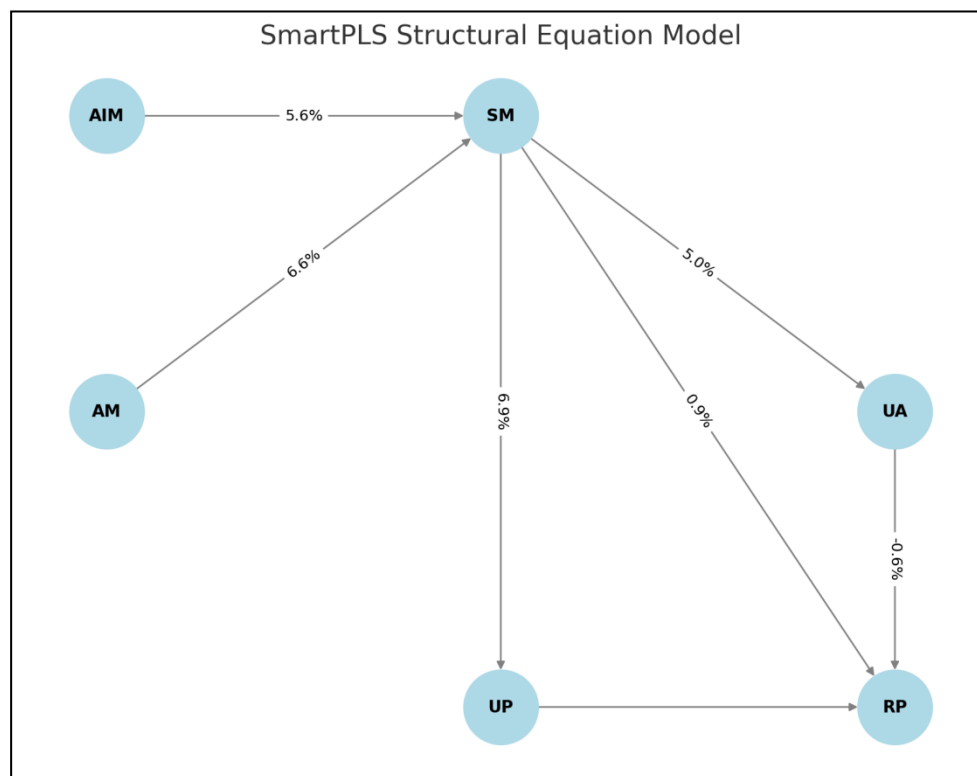 SmartPLS Structural Equation Model
AIM
5.6%
SM
6.6%
5.0%
AM
6.9%
0.9%
UA
-0.6%
UP
RP